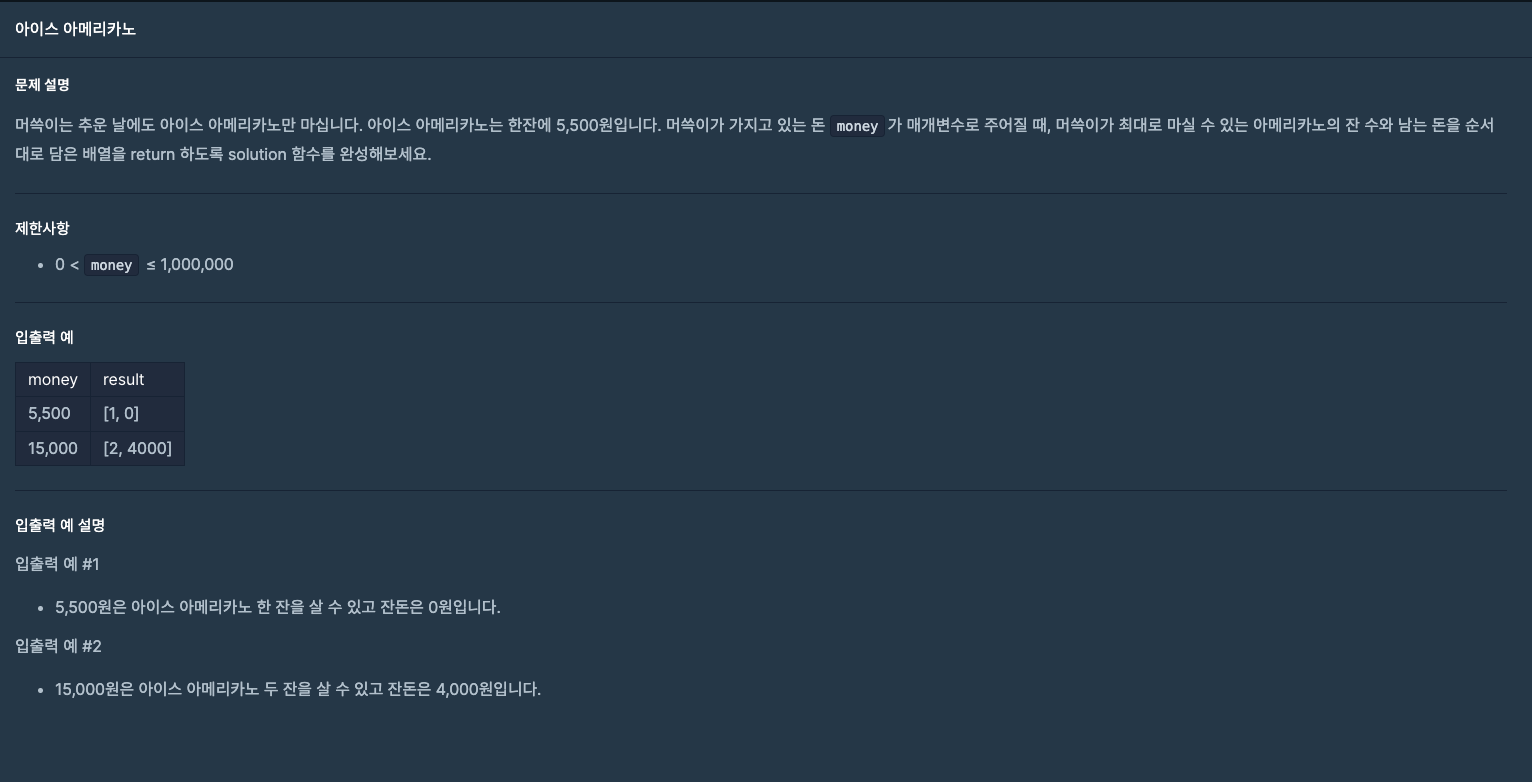 아이스 아메리카노
문제 설명
머쓱이는 추운 날에도 아이스 아메리카노만 마십니다. 아이스 아메리카노는 한잔에 5,500원입니다. 머쓱이가 가지고 있는 돈 money가 매개변수로 주어질 때, 머쓱이가 최대로 마실 수 있는 아메리카노의 잔 수와 남는 돈을 순서
대로 담은 배열을 return 하도록 solution 함수를 완성해보세요.
제한사항
• 0 < money ≤ 1,000,000
입출력 예
money result
5,500 [1, 0]
15,000 [2, 4000]
입출력 예 설명
입출력 예 #1
• 5,500원은 아이스 아메리카노 한 잔을 살 수 있고 잔돈은 0원입니다.
입출력 예 #2
• 15,000원은 아이스 아메리카노 두 잔을 살 수 있고 잔돈은 4,000원입니다.